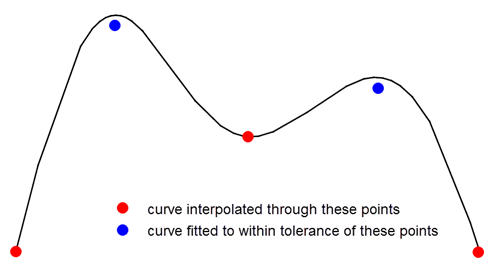 curve interpolated through these points
curve fitted to within tolerance of these points